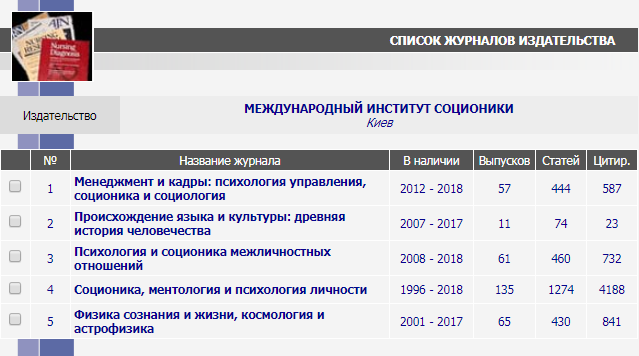 СПИСОК ЖУРНАЛОВ ИЗДАТЕЛЬСТВА
Nursing Diagnosis
Издательство
МЕЖДУНАРОДНЫЙ ИНСТИТУТ СОЦИОНИКИ
Киев
№ Название журнала В наличии Выпусков Статей Цитир.
1 Менеджмент и кадры: психология управления, 2012 - 2018 57 444 587
соционика и социология
2 Происхождение языка и культуры: древняя 2007 - 2017 11 74 23
история человечества
3 Психология и соционика межличностных 2008 - 2018 61 460 732
отношений
4 Соционика, ментология и психология личности 1996 - 2018 135 1274 4188
5 Физика сознания и жизни, космология и 2001 - 2017 65 430 841
астрофизика